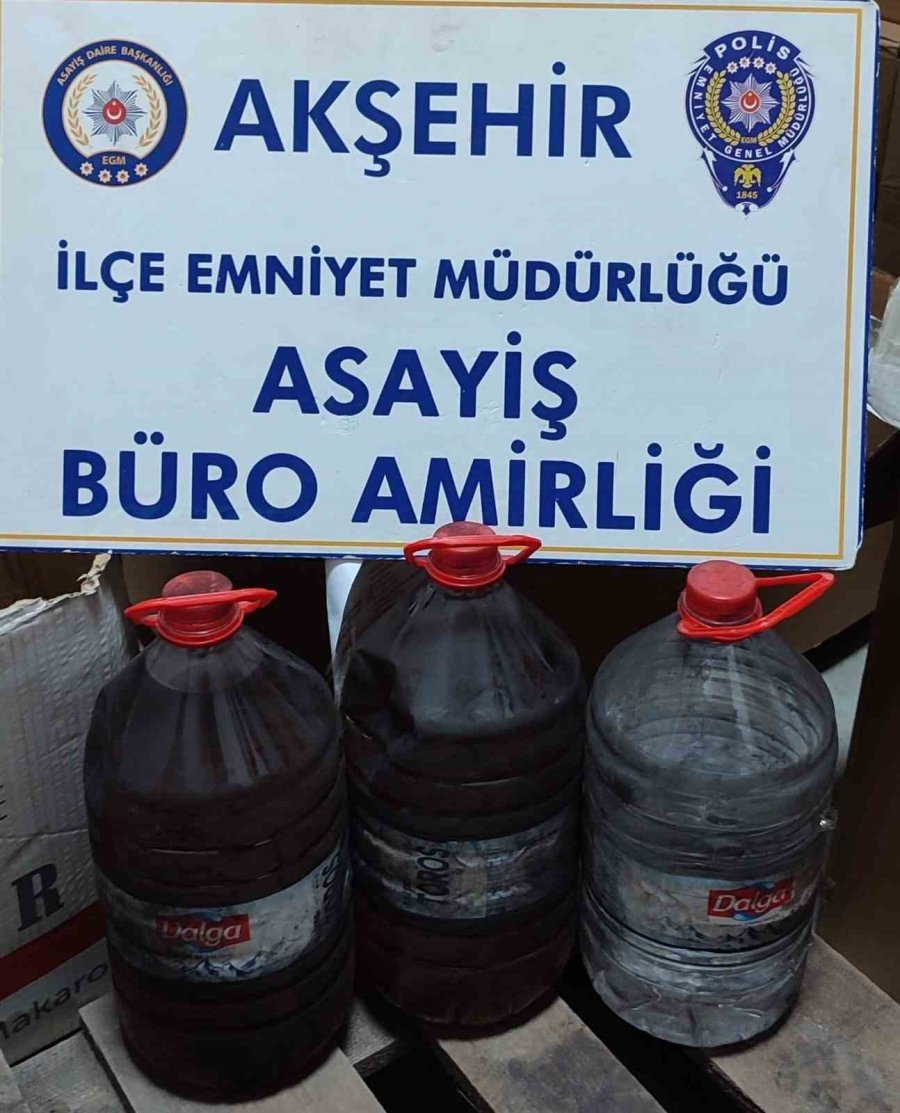 ASAYİŞ DAİRE BAŞKANLIĞI
EGM
AKŞEHİR
POLİS
EMNİYET GENEL MÜDÜRLÜĞÜ
EGM
1845
İLÇE EMNİYET MÜDÜRLÜĞÜ
ASAYİŞ
BÜRO AMİRLİĞİ
TOROS
Dalga
Dalga
R